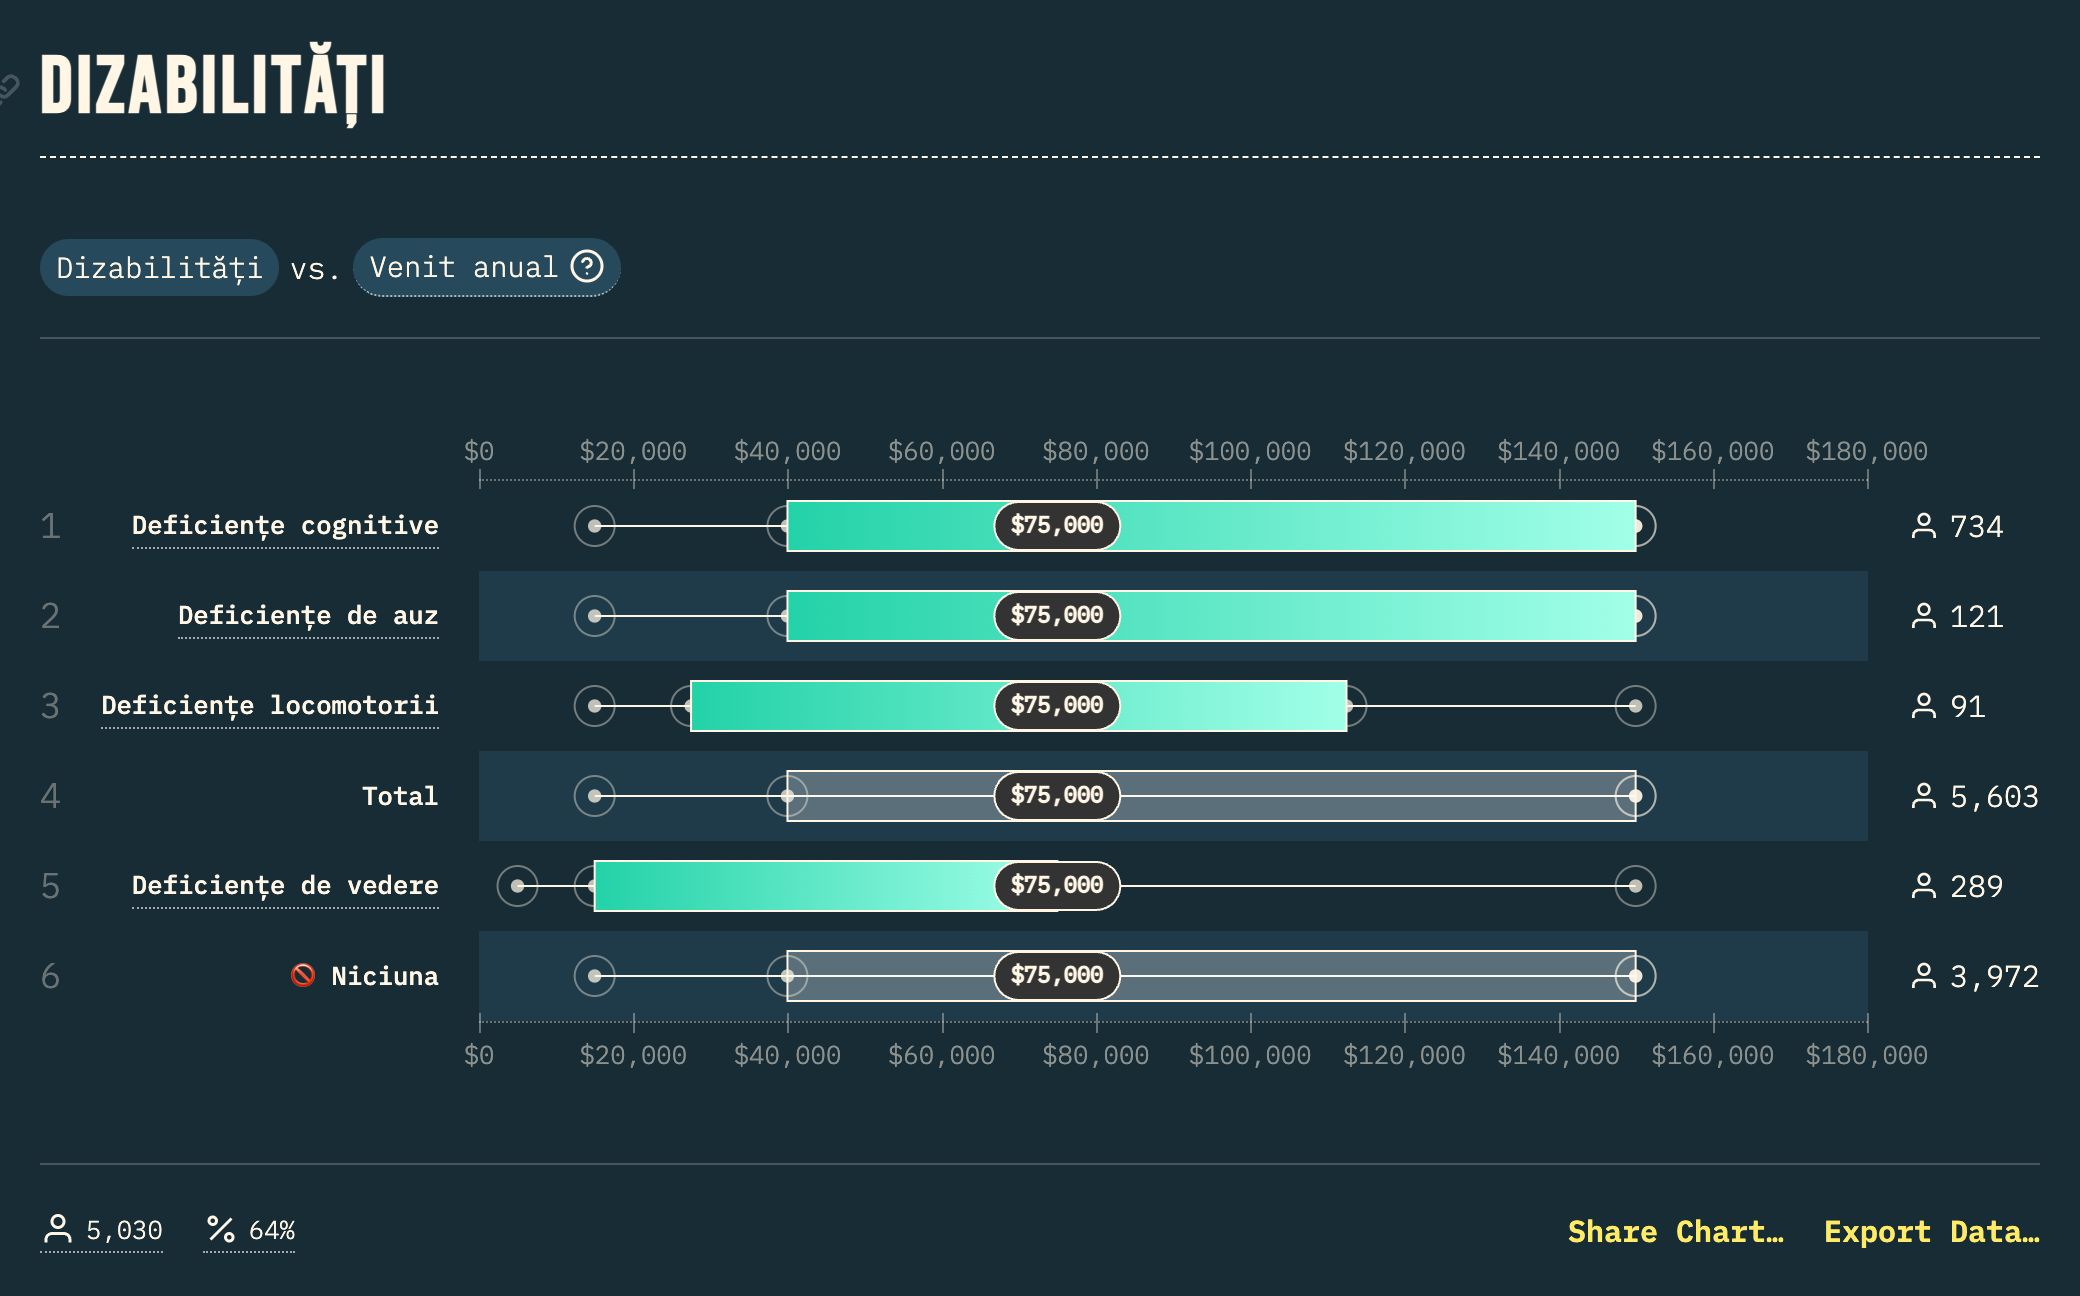 DIZABILITĂȚI
Dizabilități vs. Venit anual ?
$0 $20,000 $40,000 $60,000 $80,000 $100,000 $120,000 $140,000 $160,000 $180,000
1 Deficiențe cognitive $75,000 734
2 Deficiențe de auz $75,000 121
3 Deficiențe locomotorii $75,000 91
4 Total $75,000 5,603
5 Deficiențe de vedere $75,000 289
6 🚫 Niciuna $75,000 3,972
$0 $20,000 $40,000 $60,000 $80,000 $100,000 $120,000 $140,000 $160,000 $180,000
5,030 % 64% Share Chart… Export Data…